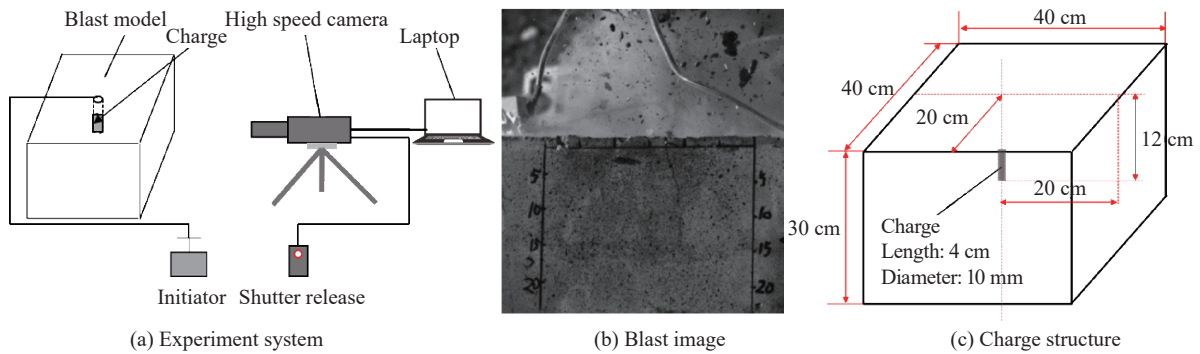 Blast model
Charge
High speed camera
Laptop
Initiator
Shutter release
(a) Experiment system
5
5
10
10
15
15
20
20
(b) Blast image
40 cm
40 cm
20 cm
12 cm
20 cm
30 cm
Charge
Length: 4 cm
Diameter: 10 mm
(c) Charge structure